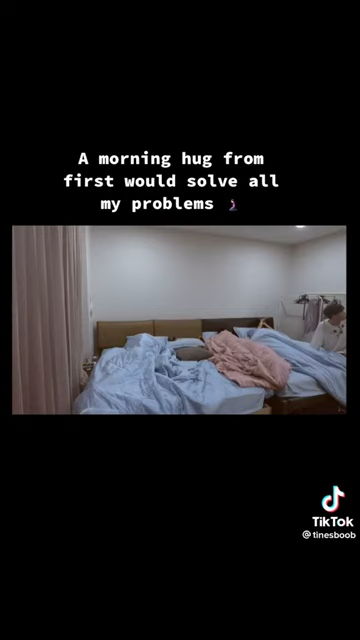 A morning hug from
first would solve all
my problems 🧎🏻‍♀️
TikTok
@tinesboob